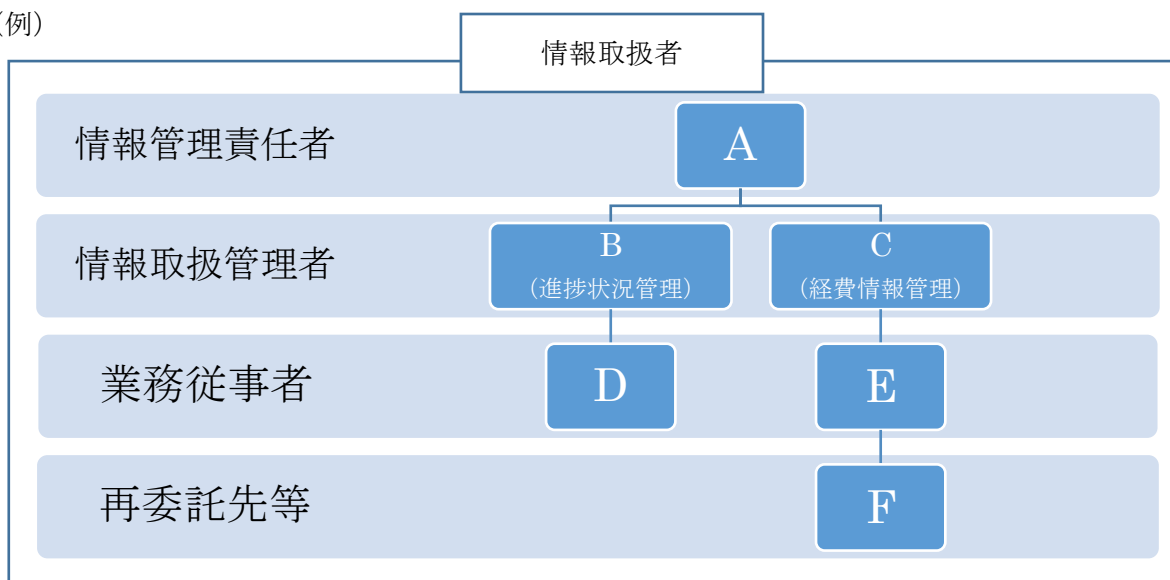 (例)
情報取扱者
情報管理責任者
A
情報取扱管理者
B
(進捗状況管理)
C
(経費情報管理)
業務従事者
D
E
再委託先等
F